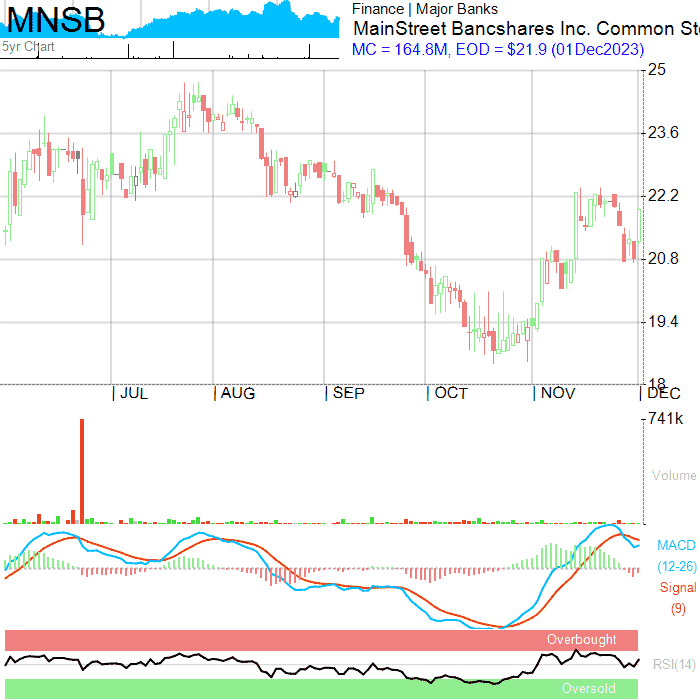 MNSB
Finance | Major Banks
MainStreet Bancshares Inc. Common Sto
5yr Chart
MC = 164.8M, EOD = $21.9 (01Dec2023)
25
23.6
22.2
20.8
19.4
18
JUL AUG SEP OCT NOV DEC
741k
Volume
MACD
(12-26)
Signal
(9)
Overbought
RSI(14)
Oversold